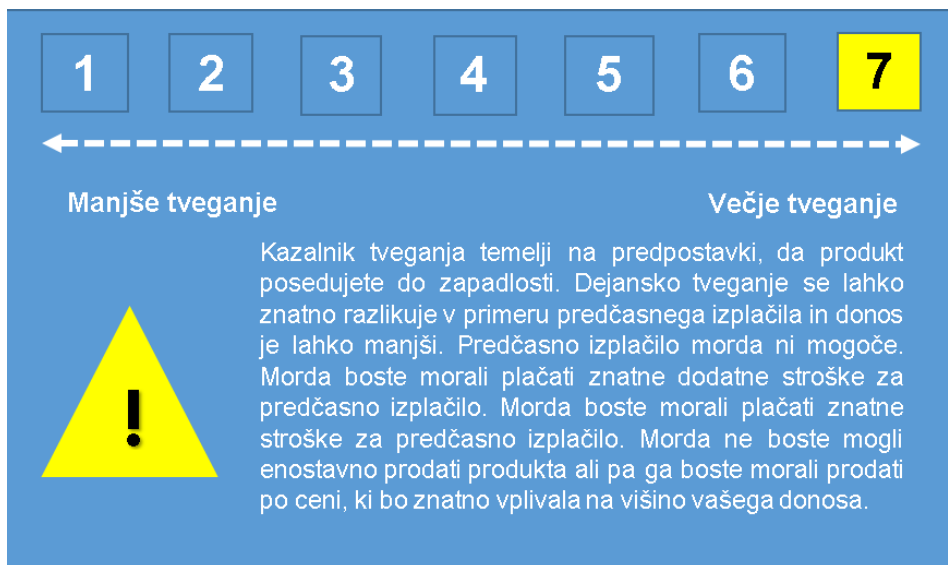 1 2 3 4 5 6 7
Manjše tveganje Večje tveganje
Kazalnik tveganja temelji na predpostavki, da produkt
posedujete do zapadlosti. Dejansko tveganje se lahko
znatno razlikuje v primeru predčasnega izplačila in donos
je lahko manjši. Predčasno izplačilo morda ni mogoče.
Morda boste morali plačati znatne dodatne stroške za
predčasno izplačilo. Morda boste morali plačati znatne
stroške za predčasno izplačilo. Morda ne boste mogli
enostavno prodati produkta ali pa ga boste morali prodati
po ceni, ki bo znatno vplivala na višino vašega donosa.
!